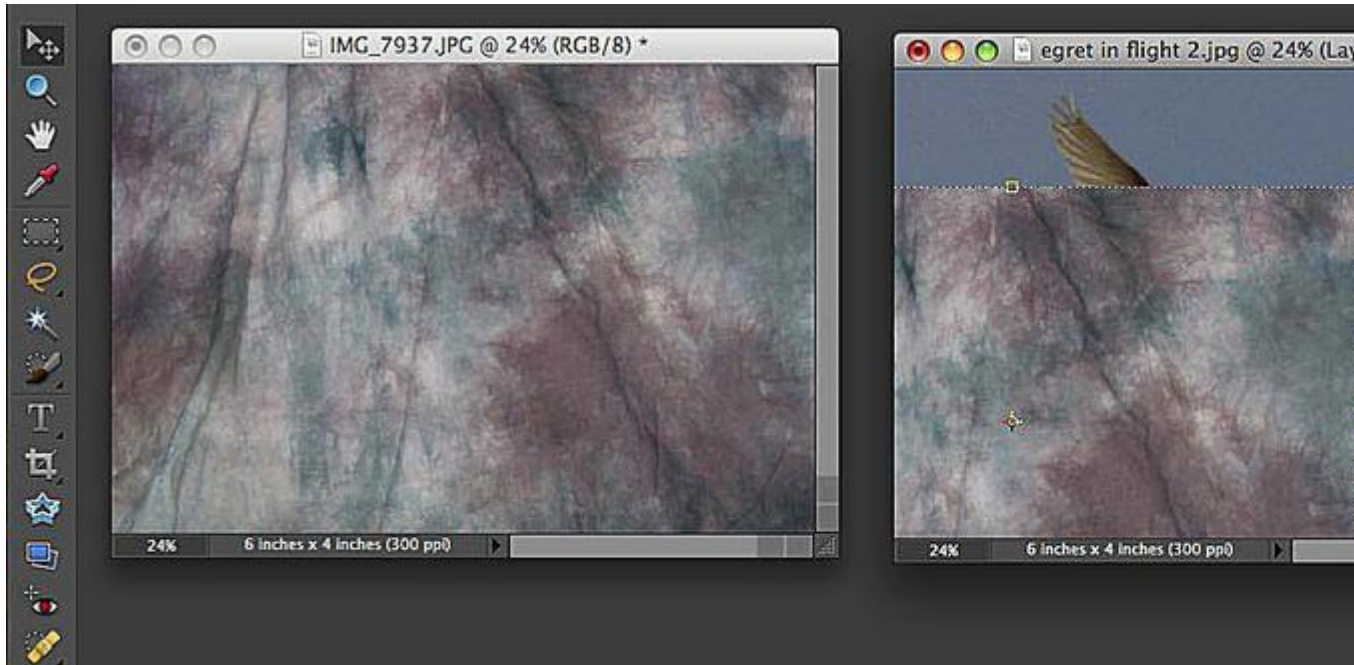 IMG_7937.JPG @ 24% (RGB/8) *
egret in flight 2.jpg @ 24% (Lay
T
24%
6 inches x 4 inches (300 ppi)
24%
6 inches x 4 inches (300 ppi)